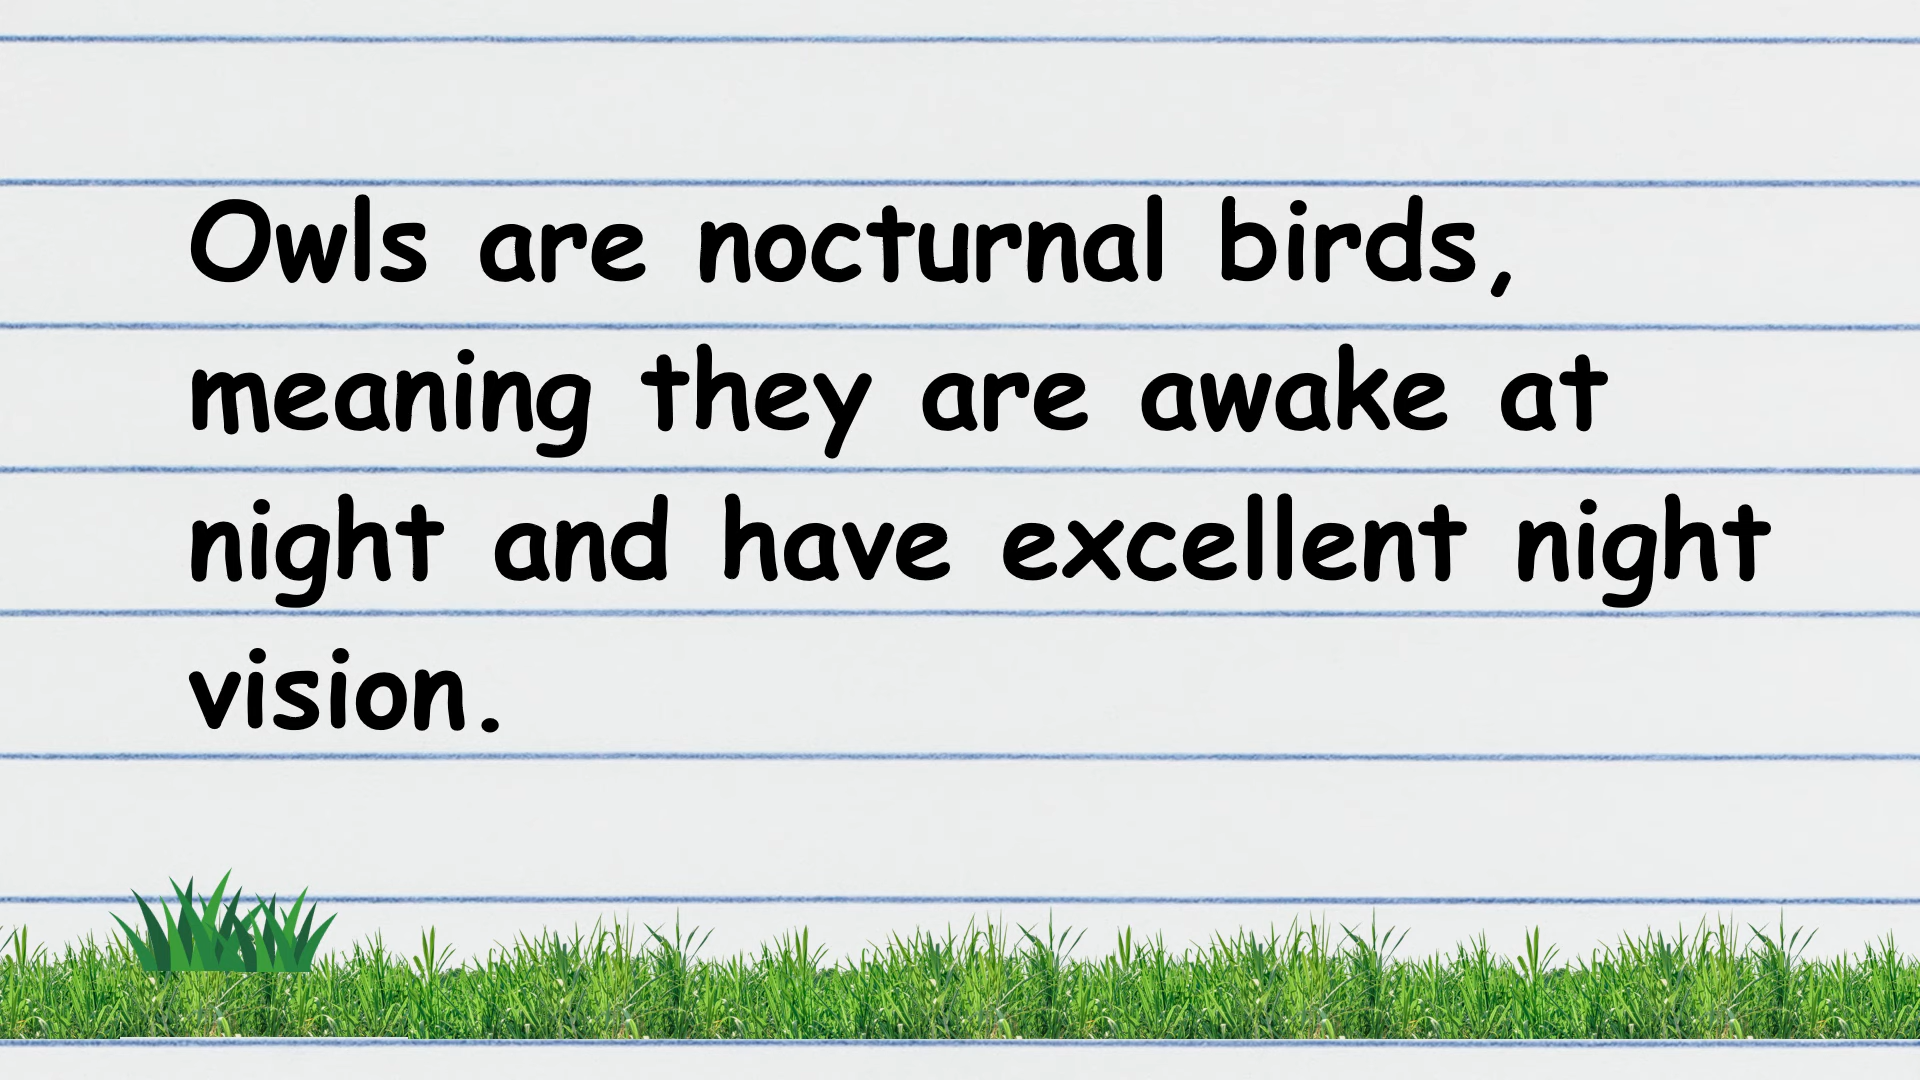 Owls are nocturnal birds,
meaning they are awake at
night and have excellent night
vision.